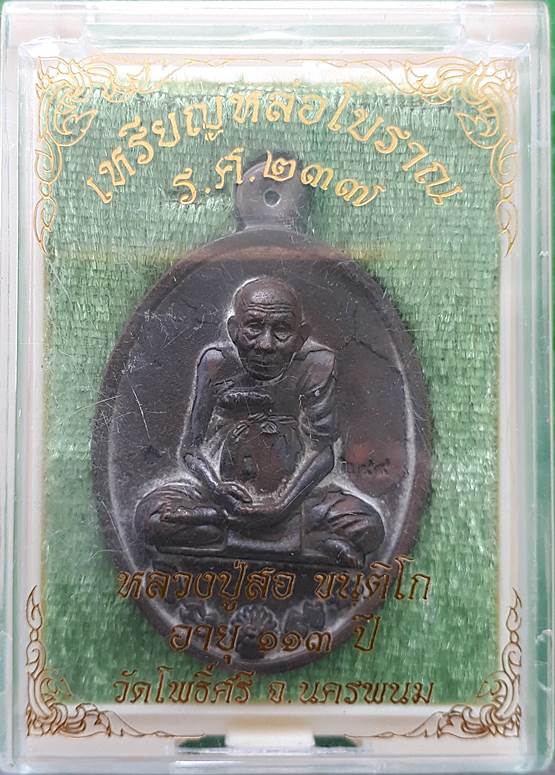 เหรียญหล่อโบราณ
ร.ศ.๒๓๗
หลวงปู่สอ ขนติโก
อายุ ๑๑๓ ปี
วัดโพธิ์ศรี จ.นครพนม